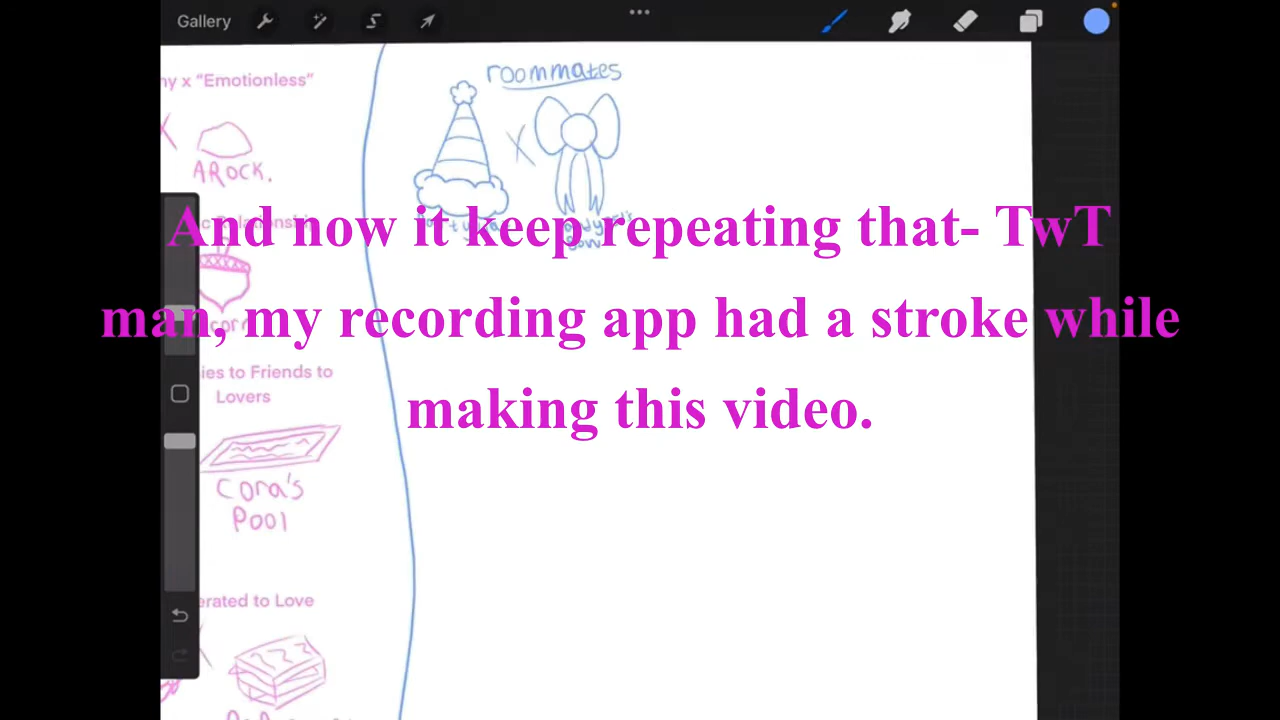 Gallery
ny x "Emotionless"
roommates
X
X
A ROCK.
And now it keep repeating that- TwT
man, my recording app had a stroke while
making this video.
ies to Friends to
Lovers
Cora's
Pool
erated to Love